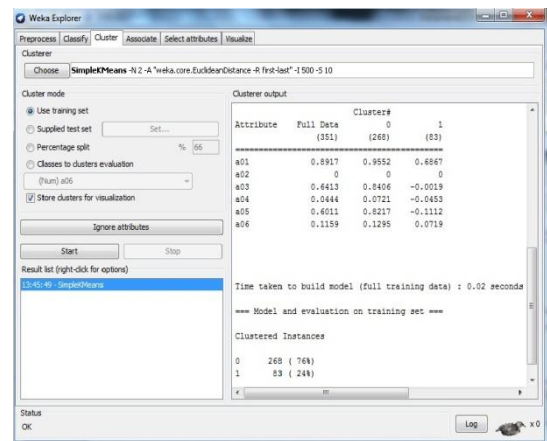 Weka Explorer
Preprocess Classify Cluster Associate Select attributes Visualize
Clusterer
Choose SimpleKMeans -N 2 -A "weka.core.EuclideanDistance -R first-last" -I 500 -S 10
Cluster mode
Use training set
Supplied test set Set...
Percentage split % 66
Classes to clusters evaluation
(Num) a06
Store clusters for visualization
Ignore attributes
Start Stop
Result list (right-click for options)
13:45:49 - SimpleKMeans
Clusterer output
Cluster#
Attribute Full Data 0 1
(351) (268) (83)
==========================================
a01 0.8917 0.9552 0.6867
a02 0 0 0
a03 0.6413 0.8406 -0.0019
a04 0.0444 0.0721 -0.0453
a05 0.6011 0.8217 -0.1112
a06 0.1159 0.1295 0.0719
Time taken to build model (full training data) : 0.02 seconds
=== Model and evaluation on training set ===
Clustered Instances
0 268 ( 76%)
1 83 ( 24%)
Status
OK
Log x 0